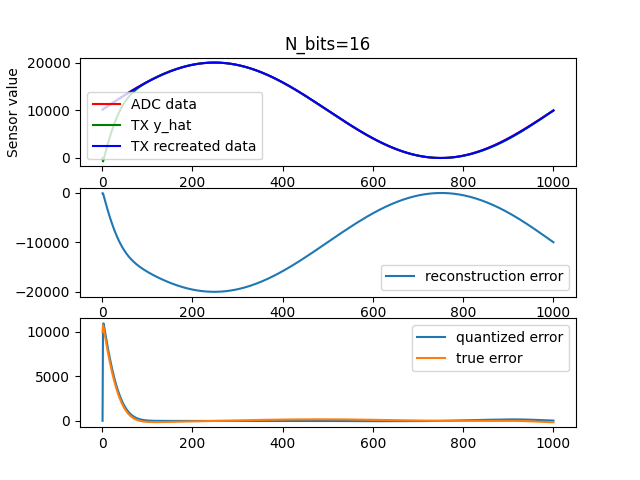 N_bits=16
Sensor value
20000
10000
0
ADC data
TX y_hat
TX recreated data
0 200 400 600 800 1000
0
−10000
−20000
reconstruction error
0 200 400 600 800 1000
10000
5000
0
quantized error
true error
0 200 400 600 800 1000